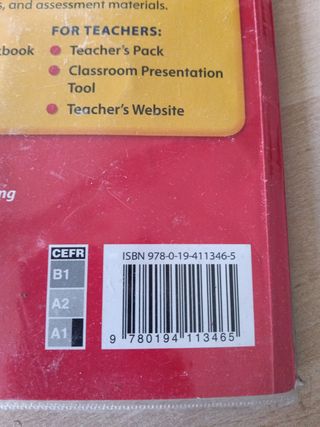 s, and assessment materials.
FOR TEACHERS:
kbook
Teacher's Pack
Classroom Presentation
Tool
Teacher's Website
ng
CEFR
B1
A2
A1
ISBN 978-0-19-411346-5
9 780194 113465